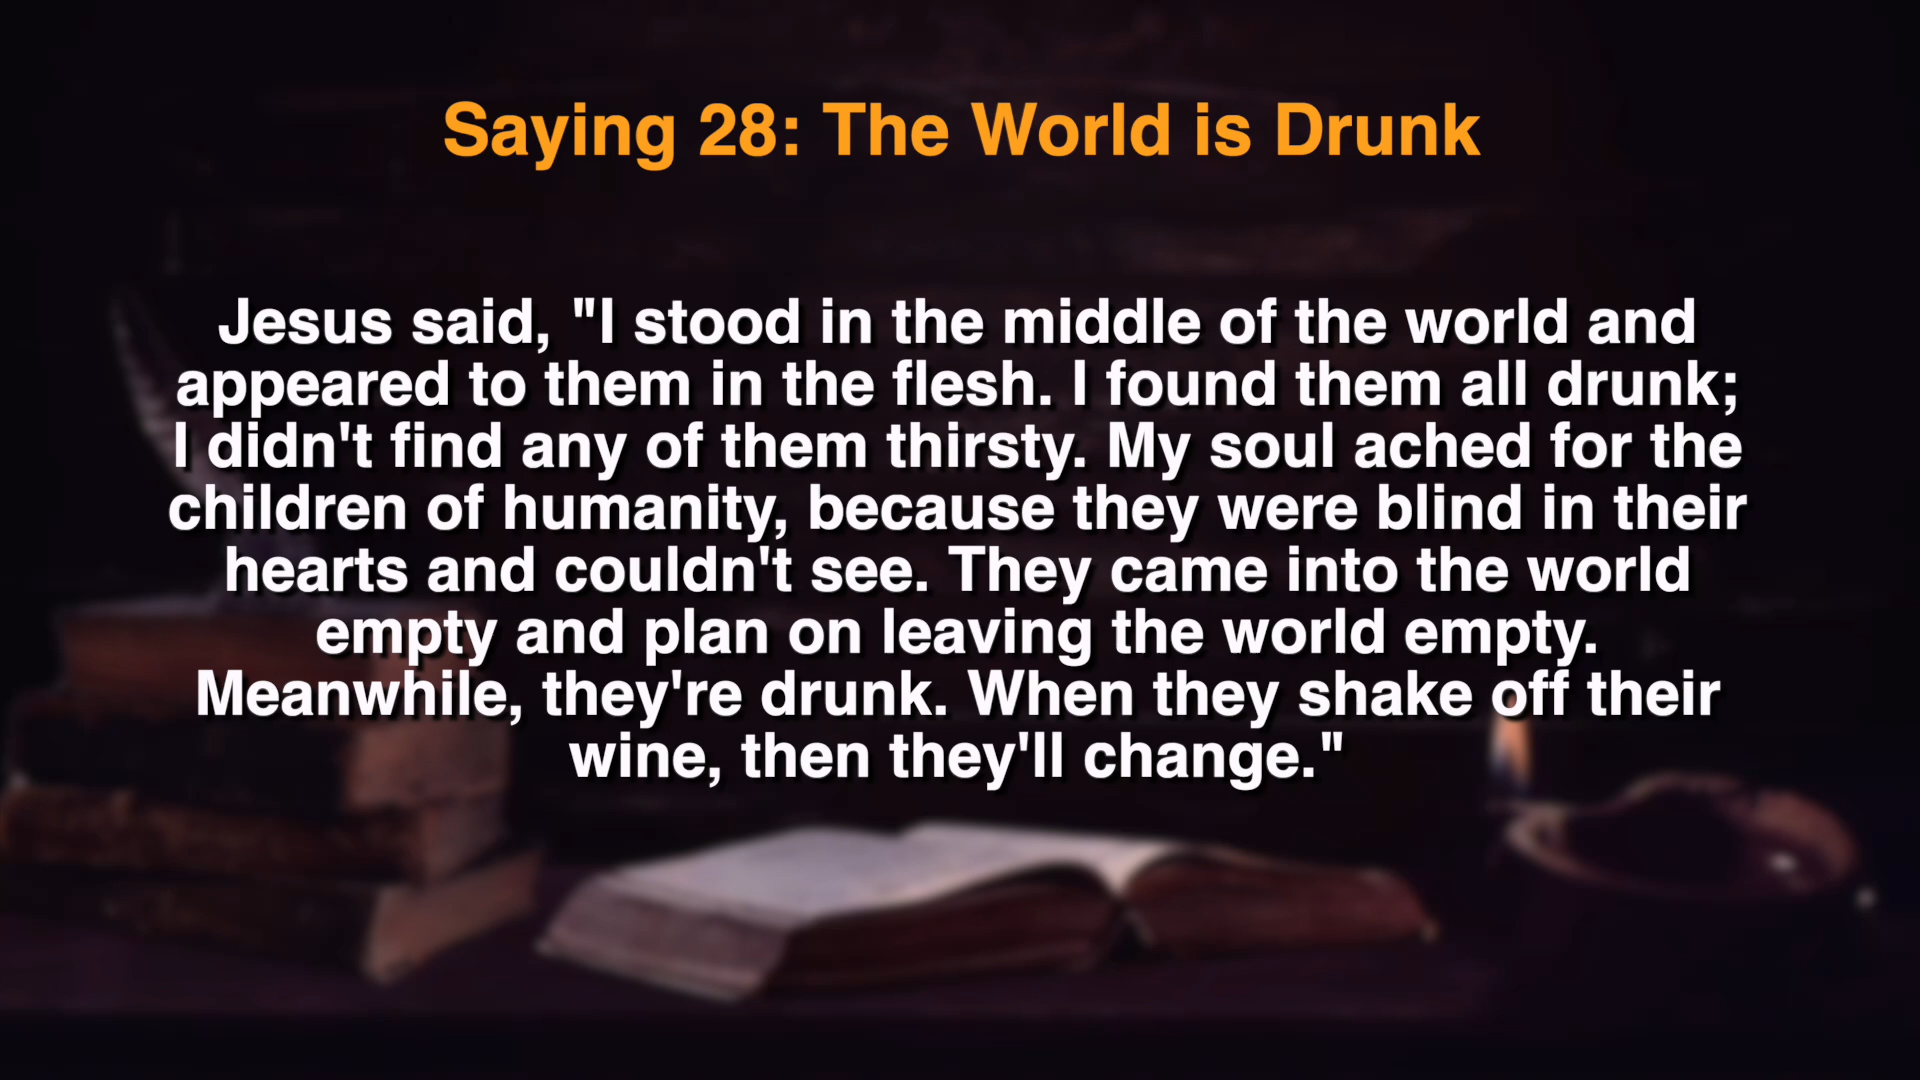 Saying 28: The World is Drunk
Jesus said, "I stood in the middle of the world and
appeared to them in the flesh. I found them all drunk;
I didn't find any of them thirsty. My soul ached for the
children of humanity, because they were blind in their
hearts and couldn't see. They came into the world
empty and plan on leaving the world empty.
Meanwhile, they're drunk. When they shake off their
wine, then they'll change."